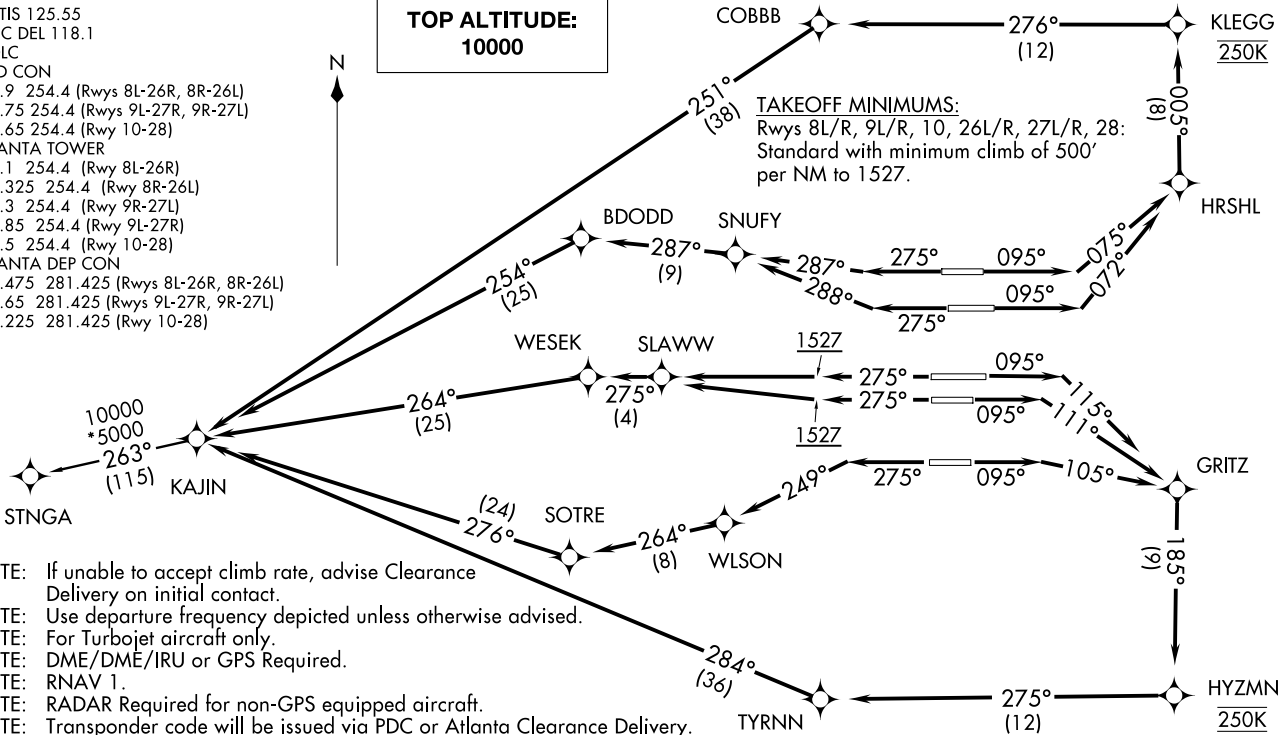 TIS 125.55
C DEL 118.1
LC
D CON
.9 254.4 (Rwys 8L-26R, 8R-26L)
.75 254.4 (Rwys 9L-27R, 9R-27L)
.65 254.4 (Rwy 10-28)
ANTA TOWER
.1 254.4 (Rwy 8L-26R)
.325 254.4 (Rwy 8R-26L)
.3 254.4 (Rwy 9R-27L)
.85 254.4 (Rwy 9L-27R)
.5 254.4 (Rwy 10-28)
ANTA DEP CON
.475 281.425 (Rwys 8L-26R, 8R-26L)
.65 281.425 (Rwys 9L-27R, 9R-27L)
.225 281.425 (Rwy 10-28)
TOP ALTITUDE:
10000
N
COBBB
276°
(12)
KLEGG
250K
251°
(38)
TAKEOFF MINIMUMS:
Rwys 8L/R, 9L/R, 10, 26L/R, 27L/R, 28:
Standard with minimum climb of 500'
per NM to 1527.
005°
(8)
HRSHL
BDODD
SNUFY
287°
(9)
254°
(25)
287°
275°
095°
075°
288°
275°
095°
072°
WESEK
SLAWW
1527
275°
095°
115°
264°
(25)
275°
(4)
275°
095°
111°
1527
10000
*5000
263°
(115)
KAJIN
STNGA
GRITZ
249°
275°
095°
105°
(24)
276°
SOTRE
264°
(8)
WLSON
185°
(9)
284°
(36)
TYRNN
275°
(12)
HYZMN
250K
TE: If unable to accept climb rate, advise Clearance
Delivery on initial contact.
TE: Use departure frequency depicted unless otherwise advised.
TE: For Turbojet aircraft only.
TE: DME/DME/IRU or GPS Required.
TE: RNAV 1.
TE: RADAR Required for non-GPS equipped aircraft.
TE: Transponder code will be issued via PDC or Atlanta Clearance Delivery.